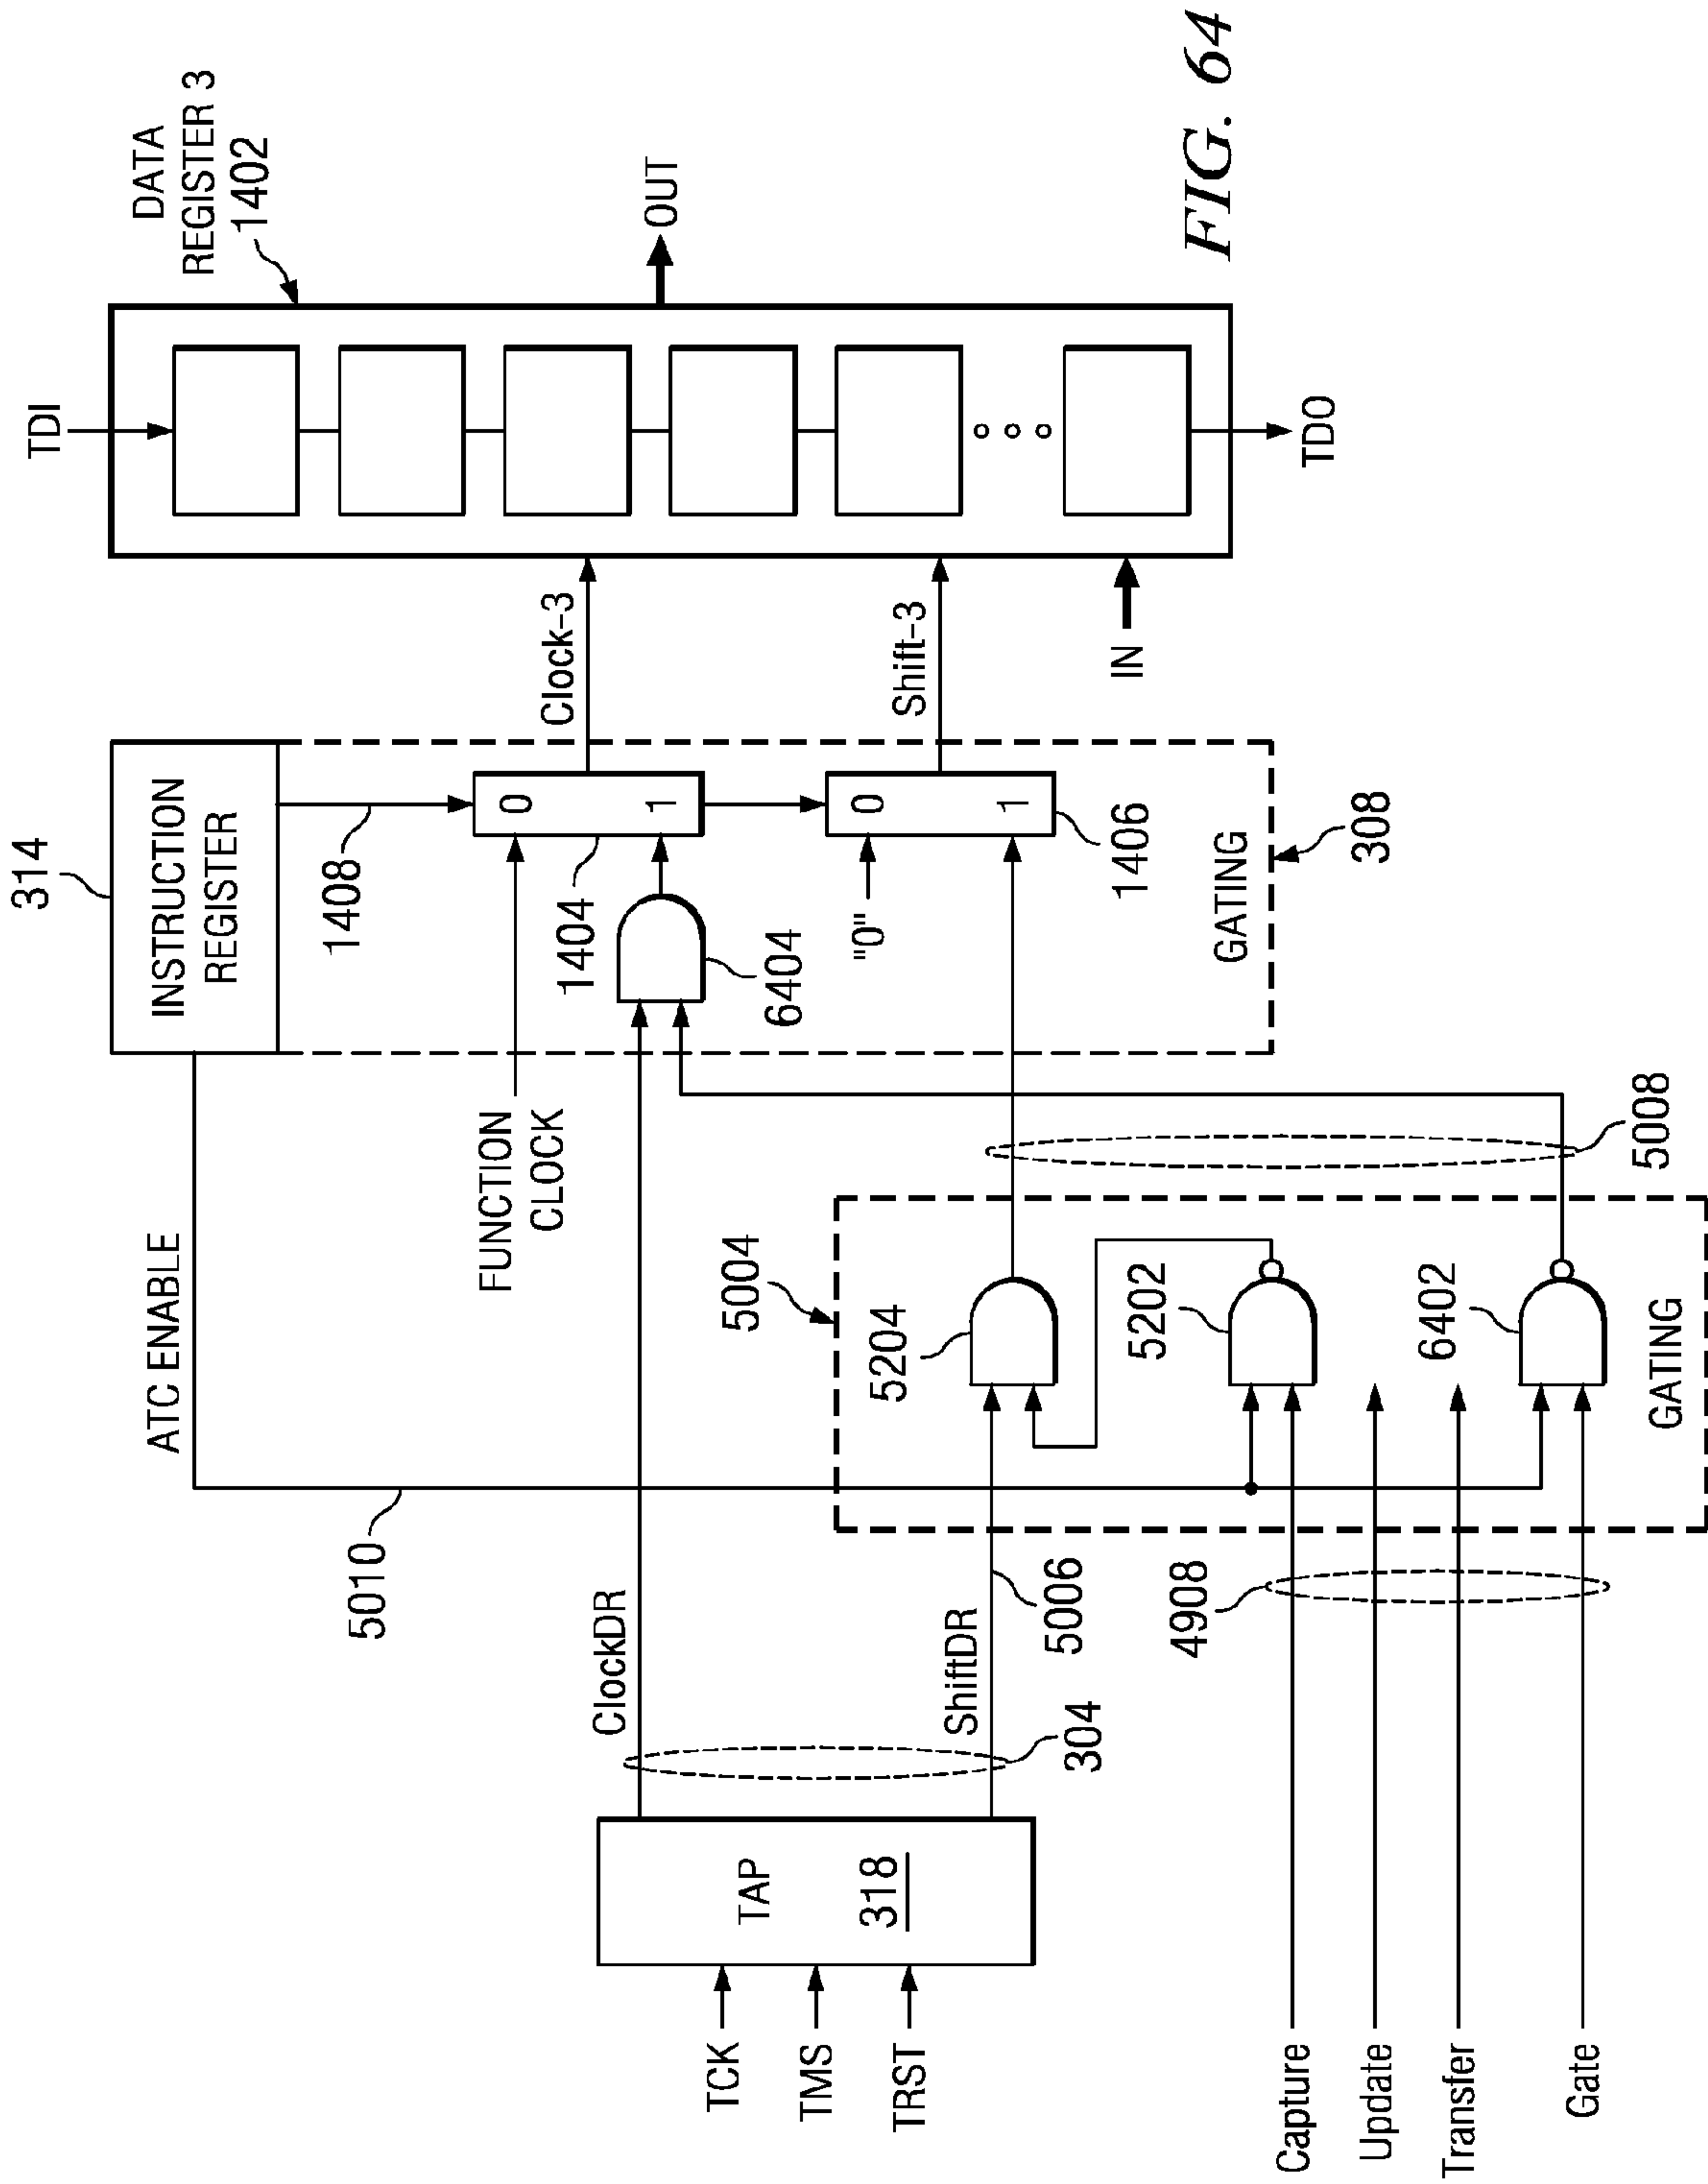 314
INSTRUCTION
REGISTER
DATA
REGISTER 3
1402
TDI
ATC ENABLE
1408
FUNCTION
CLOCK
0
1
1404
6404
Clock-3
OUT
5010
ClockDR
"0"
0
1
1406
Shift-3
5004
5204
TCK
TMS
TRST
TAP
318
ShiftDR
304
5006
GATING
308
IN
TDO
4908
5202
6402
GATING
5008
Capture
Update
Transfer
Gate
FIG. 64